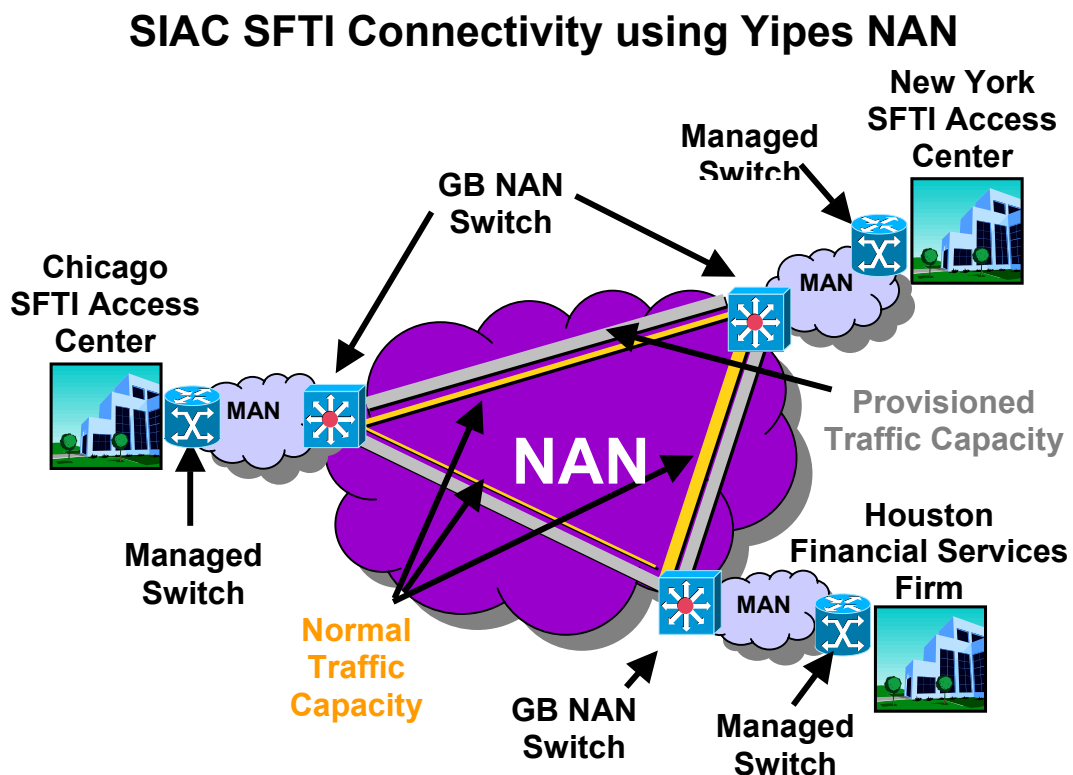 SIAC SFTI Connectivity using Yipes NAN
New York
SFTI Access
Center
Managed
Switch
GB NAN
Switch
Chicago
SFTI Access
Center
MAN
MAN
NAN
Provisioned
Traffic Capacity
Managed
Switch
Houston
Financial Services
Firm
MAN
Normal
Traffic
Capacity
GB NAN
Switch
Managed
Switch